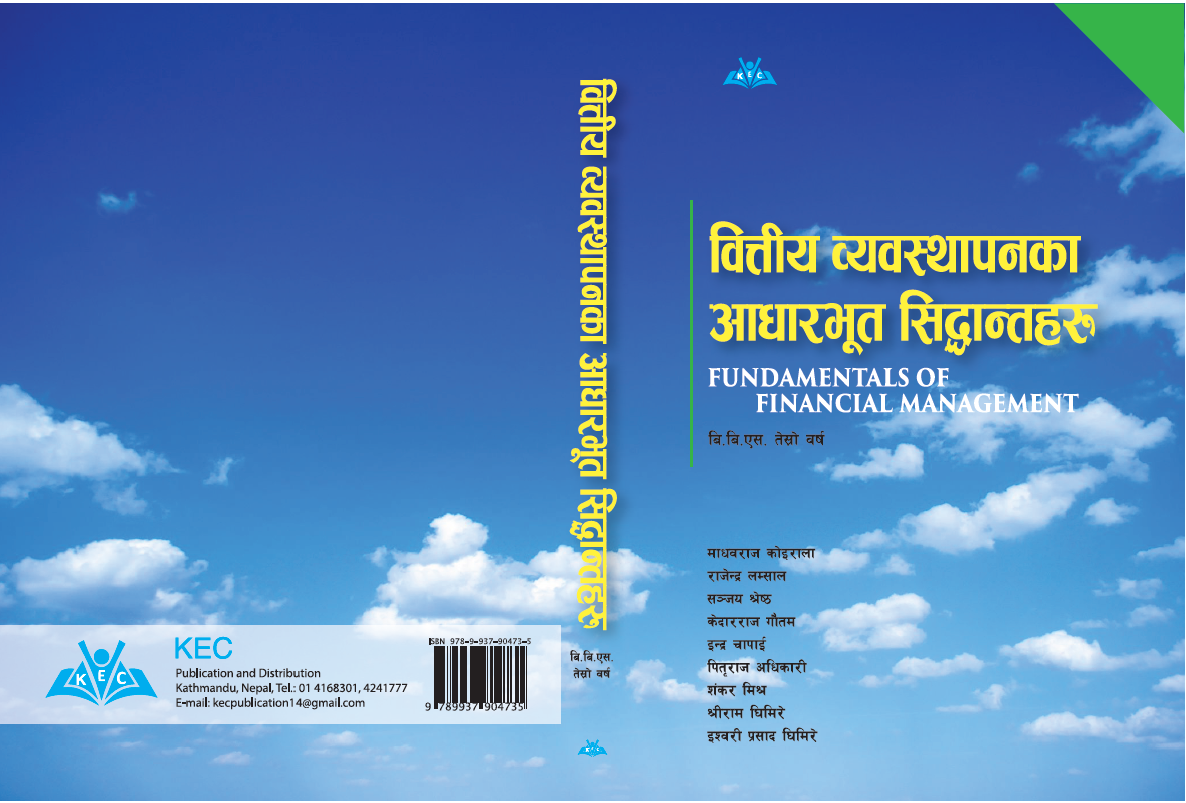 KEC
Publication and Distribution
Kathmandu, Nepal, Tel.: 01 4168301, 4241777
E-mail: kecpublication14@gmail.com
KEC
ISBN 978-9-937-90473-5
9 789937 904735
वित्तीय व्यवस्थापनका आधारभूत सिद्धान्तहरू
बि.बि.एस.
तेस्रो वर्ष
KEC
KEC
वित्तीय व्यवस्थापनका
आधारभूत सिद्धान्तहरू
FUNDAMENTALS OF
FINANCIAL MANAGEMENT
बि.बि.एस. तेस्रो वर्ष
माधवराज कोइराला
राजेन्द्र लम्साल
सञ्जय श्रेष्ठ
केदारराज गौतम
इन्द्र चापाई
पितृराज अधिकारी
शंकर मिश्र
श्रीराम घिमिरे
इश्वरी प्रसाद घिमिरे